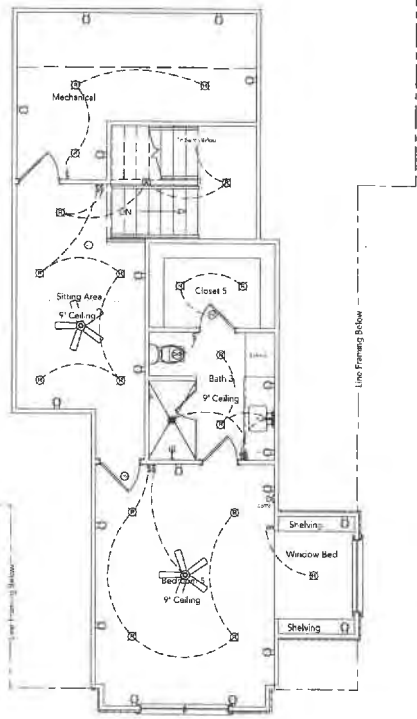 Mechanical
DN
Closet 5
Sitting Area
9' Ceiling
Bath 3
9' Ceiling
Line Framing Below
Shelving
Window Bed
Bedroom 5
9' Ceiling
Shelving
Line Framing Below